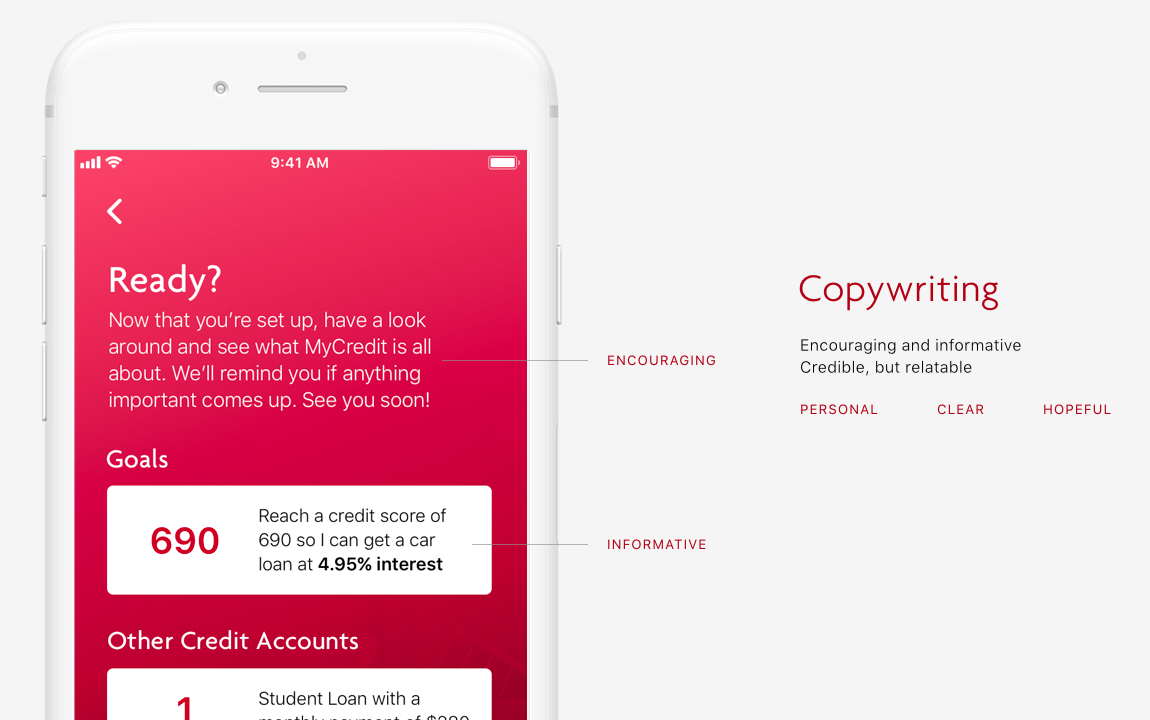 9:41 AM
Ready?
Now that you’re set up, have a look
around and see what MyCredit is all
about. We’ll remind you if anything
important comes up. See you soon!
Goals
690
Reach a credit score of
690 so I can get a car
loan at 4.95% interest
Other Credit Accounts
1
Student Loan with a
monthly payment of
ENCOURAGING
INFORMATIVE
Copywriting
Encouraging and informative
Credible, but relatable
PERSONAL CLEAR HOPEFUL